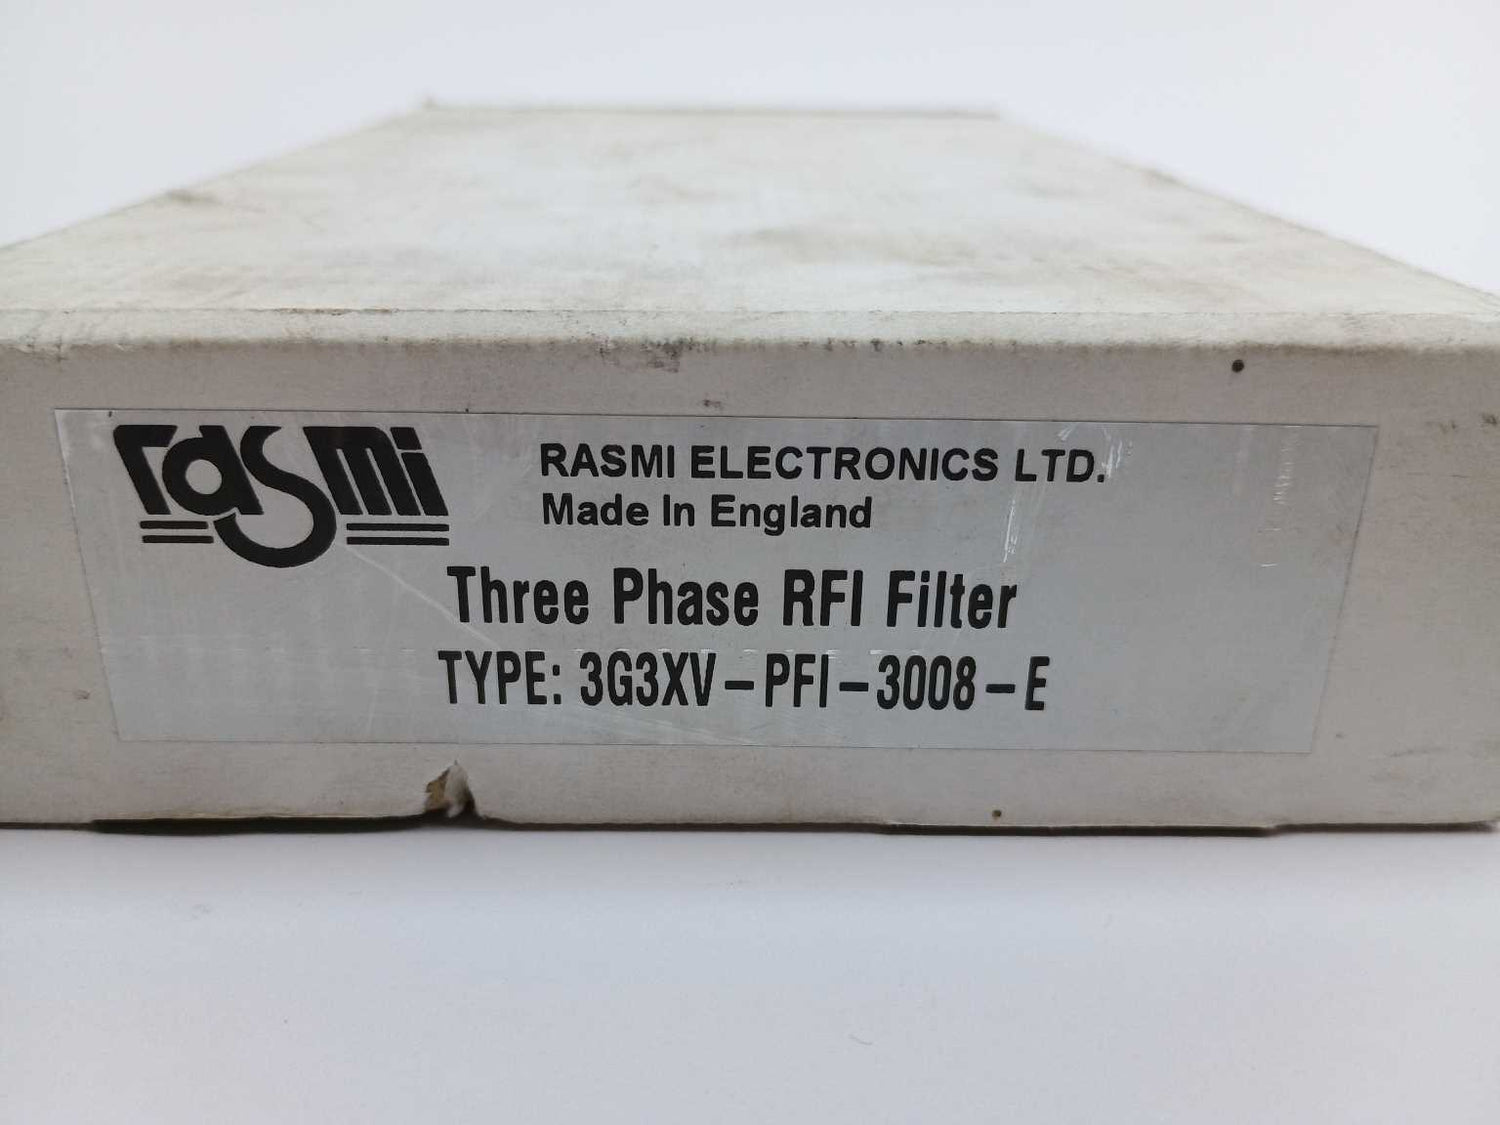 rasmi
RASMI ELECTRONICS LTD.
Made In England
Three Phase RFI Filter
TYPE: 3G3XV-PFI-3008-E